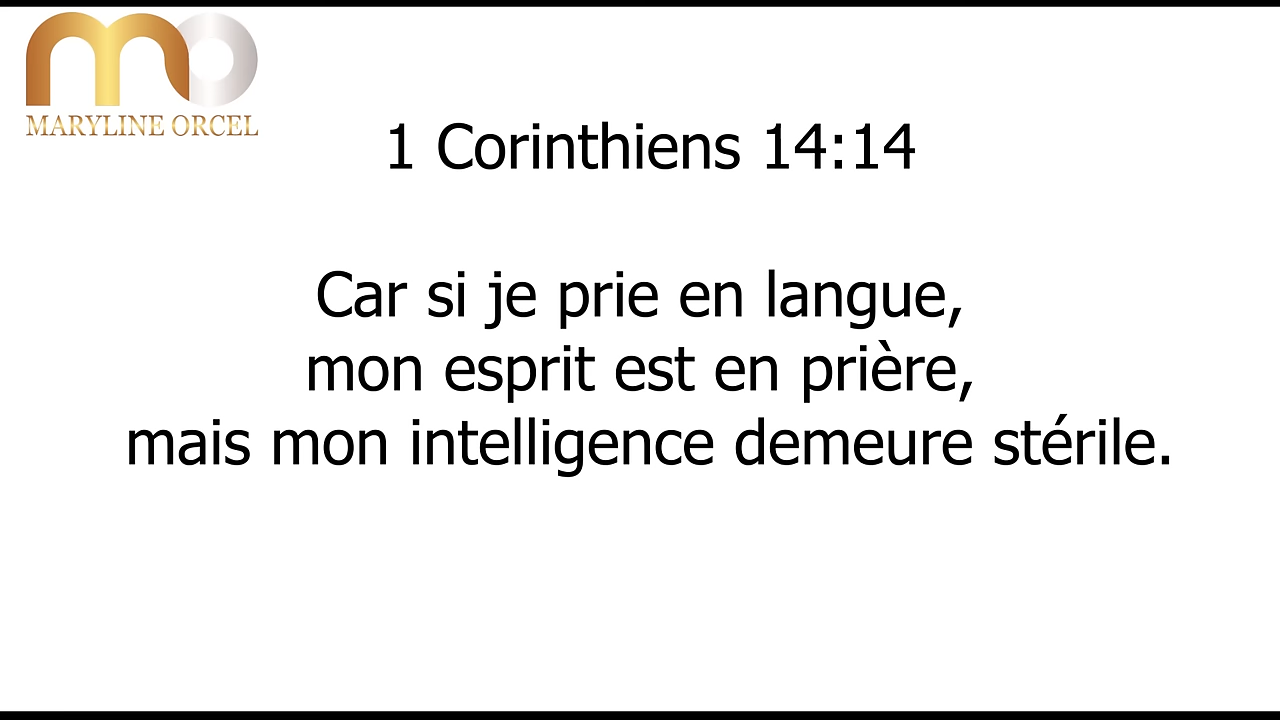 mo
MARYLINE ORCEL
1 Corinthiens 14:14
Car si je prie en langue,
mon esprit est en prière,
mais mon intelligence demeure stérile.